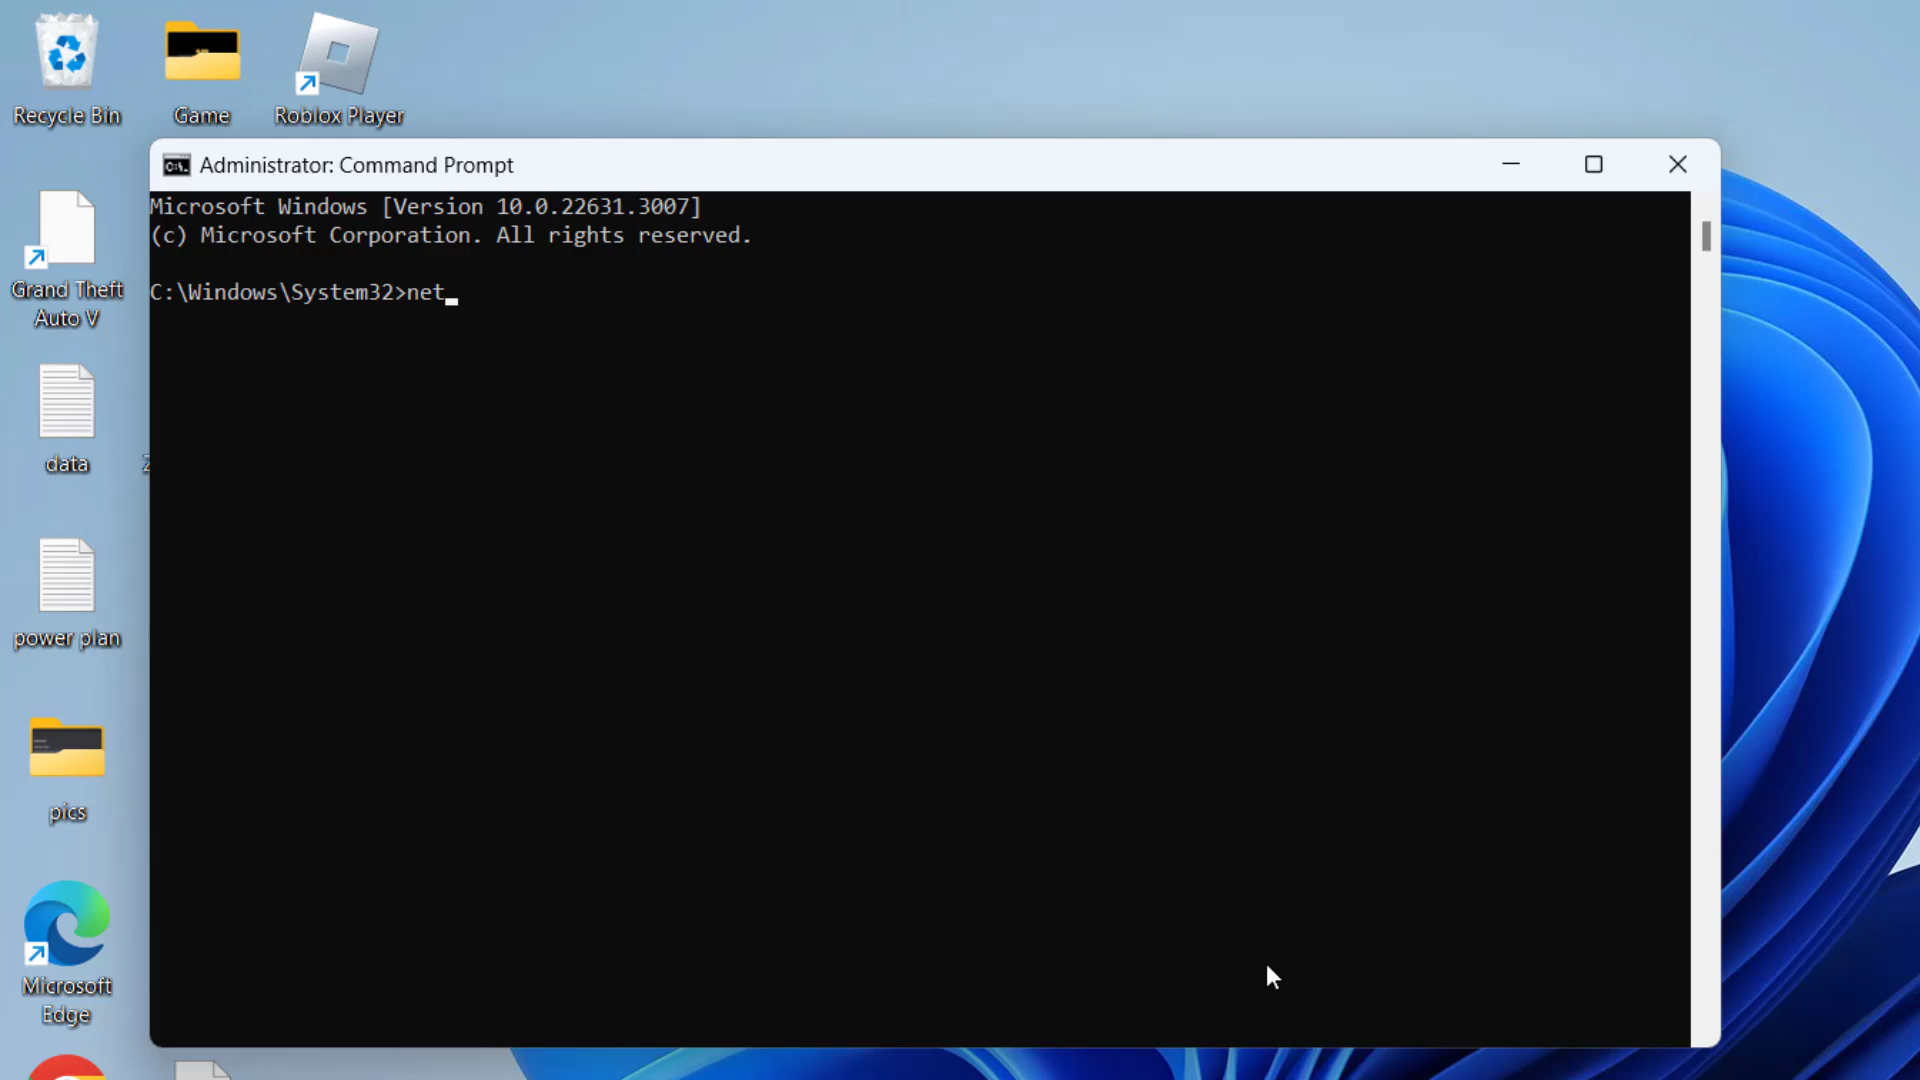 Recycle Bin
Game
Roblox Player
Administrator: Command Prompt
Microsoft Windows [Version 10.0.22631.3007]
(c) Microsoft Corporation. All rights reserved.
C:\Windows\System32>net_
Grand Theft
Auto V
data
power plan
pics
Microsoft
Edge